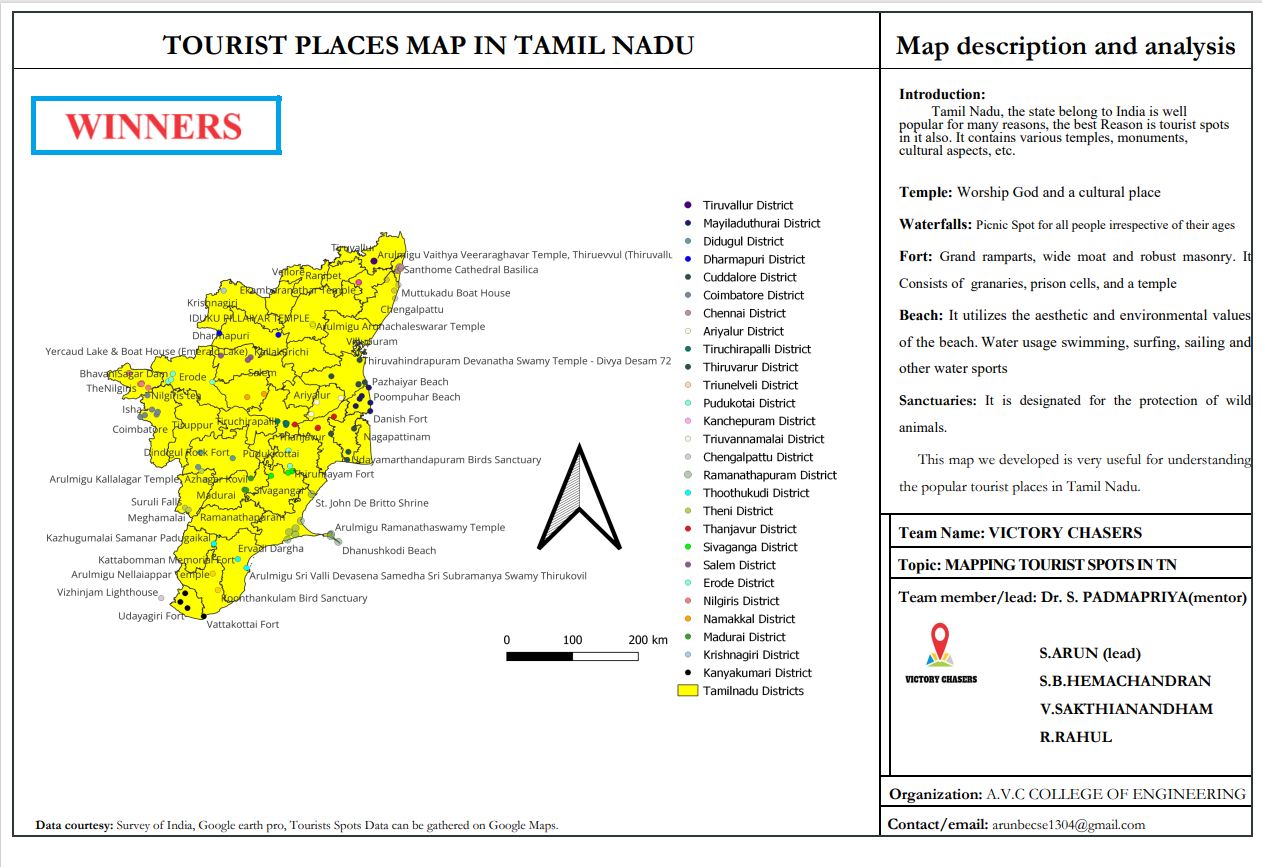 TOURIST PLACES MAP IN TAMIL NADU
WINNERS
Tiruvallur
Arulmigu Vaithya Veeraraghavar Temple, Thiruevvul (Thiruvallu
Vellore
Ranipet
Santhome Cathedral Basilica
Ekambaranathar Temple
Muttukadu Boat House
Krishnagiri
Chengalpattu
IDUKU PILLAIYAR TEMPLE
Arulmigu Arunachaleswarar Temple
Dharmapuri
Villupuram
Yercaud Lake & Boat House (Emerald Lake)
Kallakurichi
Thiruvahindrapuram Devanatha Swamy Temple - Divya Desam 72
BhavaniSagar Dam
Erode
Salem
Pazhaiyar Beach
TheNilgiris
Nilgiris tea
Ariyalur
Poompuhar Beach
Isha
Danish Fort
Coimbatore
Tiruppur
Tiruchirapalli
Thanjavur
Nagapattinam
Dindigul Rock Fort
Pudukkottai
Udayamarthandapuram Birds Sanctuary
Arulmigu Kallalagar Temple, Azhagar Kovil
Thirumayam Fort
Madurai
Sivagangai
Suruli Falls
St. John De Britto Shrine
Meghamalai
Ramanathapuram
Arulmigu Ramanathaswamy Temple
Kazhugumalai Samanar Padugaikal
Ervadi Dargha
Dhanushkodi Beach
Kattabomman Memorial Fort
Arulmigu Nellaiappar Temple
Arulmigu Sri Valli Devasena Samedha Sri Subramanya Swamy Thirukovil
Vizhinjam Lighthouse
Koonthankulam Bird Sanctuary
Udayagiri Fort
Vattakottai Fort
0 100 200 km
Tiruvallur District
Mayiladuthurai District
Didugul District
Dharmapuri District
Cuddalore District
Coimbatore District
Chennai District
Ariyalur District
Tiruchirapalli District
Thiruvarur District
Triunelveli District
Pudukotai District
Kanchepuram District
Triuvannamalai District
Chengalpattu District
Ramanathapuram District
Thoothukudi District
Theni District
Thanjavur District
Sivaganga District
Salem District
Erode District
Nilgiris District
Namakkal District
Madurai District
Krishnagiri District
Kanyakumari District
Tamilnadu Districts
Data courtesy: Survey of India, Google earth pro, Tourists Spots Data can be gathered on Google Maps.
Map description and analysis
Introduction:
Tamil Nadu, the state belong to India is well
popular for many reasons, the best Reason is tourist spots
in it also. It contains various temples, monuments,
cultural aspects, etc.
Temple: Worship God and a cultural place
Waterfalls: Picnic Spot for all people irrespective of their ages
Fort: Grand ramparts, wide moat and robust masonry. It
Consists of granaries, prison cells, and a temple
Beach: It utilizes the aesthetic and environmental values
of the beach. Water usage swimming, surfing, sailing and
other water sports
Sanctuaries: It is designated for the protection of wild
animals.
This map we developed is very useful for understanding
the popular tourist places in Tamil Nadu.
Team Name: VICTORY CHASERS
Topic: MAPPING TOURIST SPOTS IN TN
Team member/lead: Dr. S. PADMAPRIYA(mentor)
VICTORY CHASERS
S.ARUN (lead)
S.B.HEMACHANDRAN
V.SAKTHIANANDHAM
R.RAHUL
Organization: A.V.C COLLEGE OF ENGINEERING
Contact/email: arunbecse1304@gmail.com